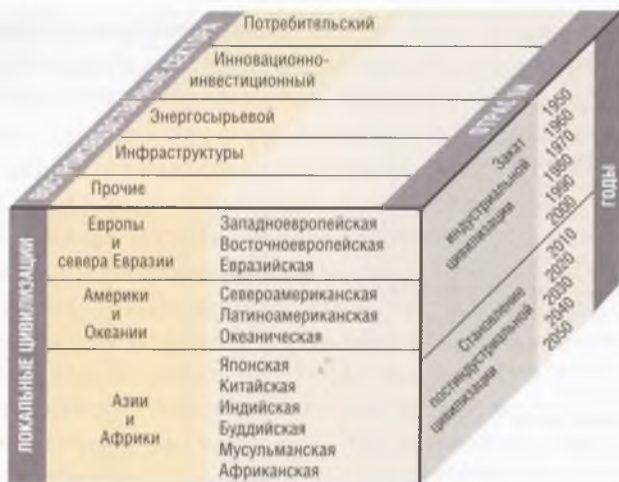 ВОСПРОИЗВОДСТВЕННЫЕ СЕКТОРА
Потребительский
Инновационно-
инвестиционный
Энергосырьевой
Инфраструктуры
Прочие
ОТРАСЛИ
ЛОКАЛЬНЫЕ ЦИВИЛИЗАЦИИ
Европы
и
севера Евразии
Западноевропейская
Восточноевропейская
Евразийская
Америки
и
Океании
Североамериканская
Латиноамериканская
Океаническая
Азии
и
Африки
Японская
Китайская
Индийская
Буддийская
Мусульманская
Африканская
Закат
индустриальной
цивилизации
Становление
постиндустриальной
цивилизации
1950
1960
1970
1980
1990
2000
2010
2020
2030
2040
2050
ГОДЫ